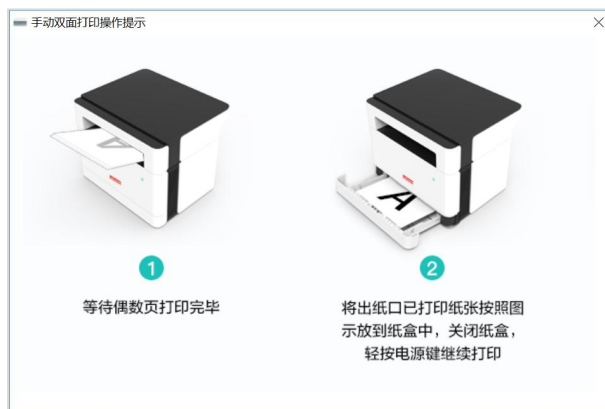 手动双面打印操作提示
1
等待偶数页打印完毕
2
将出纸口已打印纸张按照图
示放到纸盒中，关闭纸盒，
轻按电源键继续打印
A
A